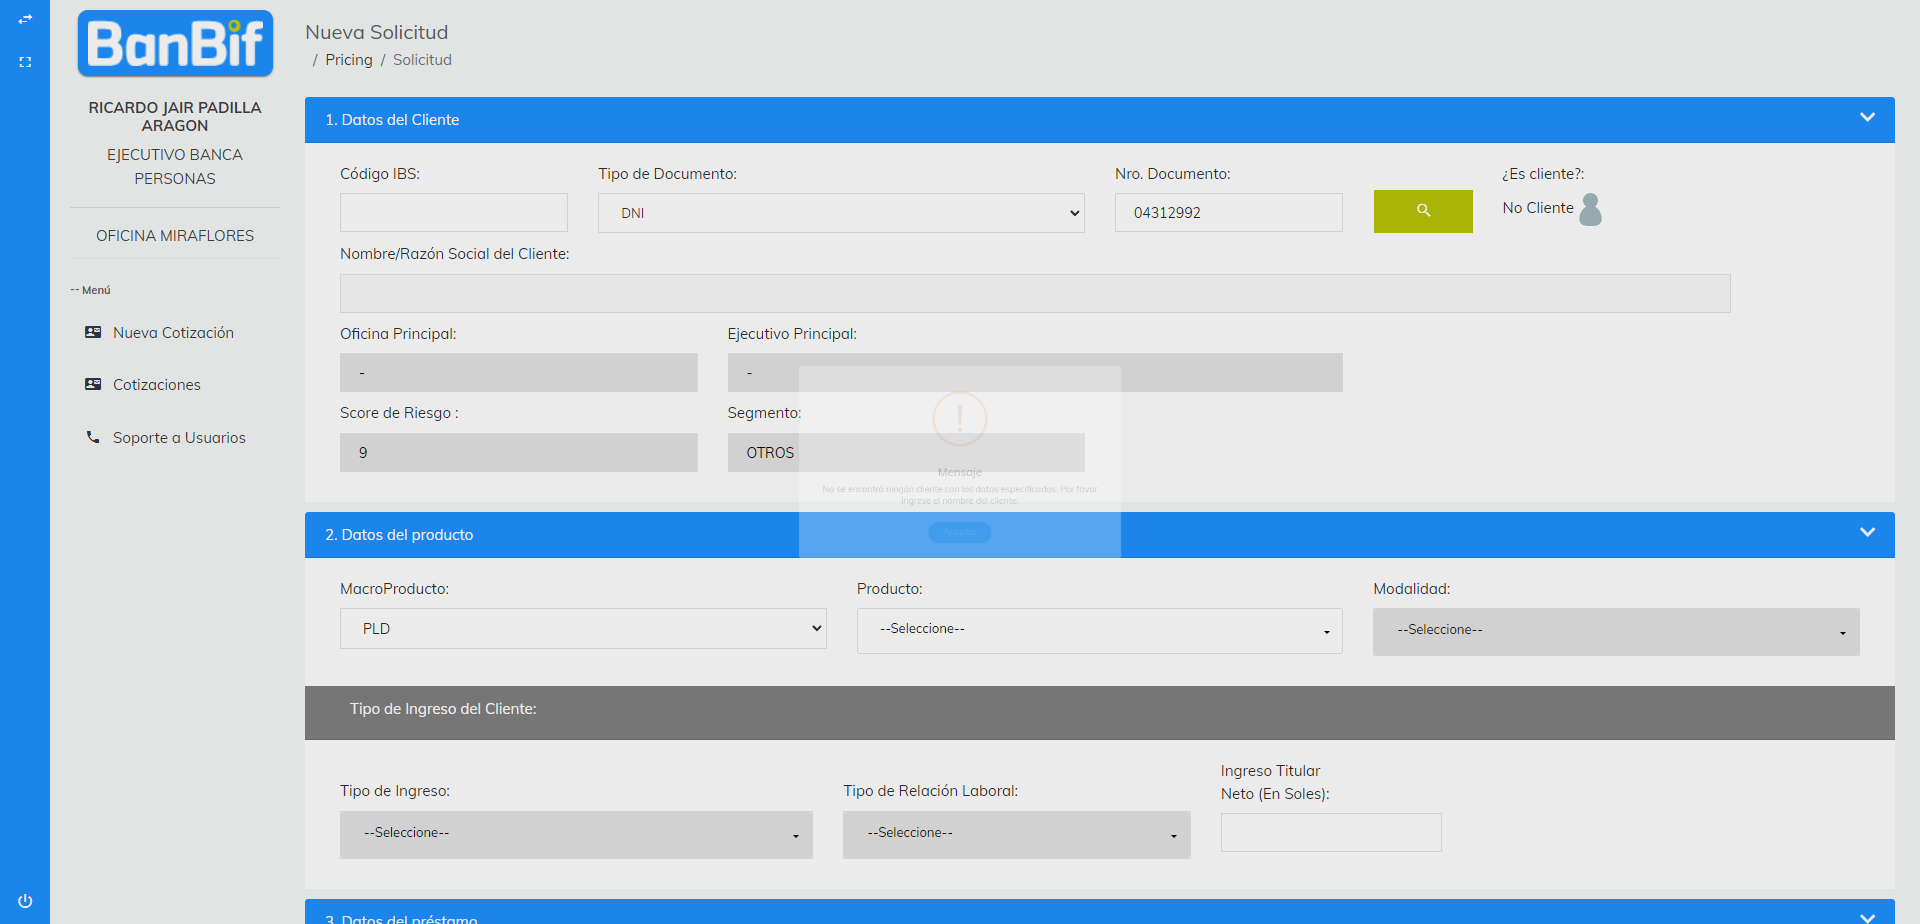 BanBif
RICARDO JAIR PADILLA
ARAGON
EJECUTIVO BANCA
PERSONAS
OFICINA MIRAFLORES
-- Menú
Nueva Cotización
Cotizaciones
Soporte a Usuarios
Nueva Solicitud
/ Pricing / Solicitud
1. Datos del Cliente
Código IBS:
Tipo de Documento:
Nro. Documento:
¿Es cliente?:
DNI
04312992
No Cliente
Nombre/Razón Social del Cliente:
Oficina Principal:
Ejecutivo Principal:
-
-
Score de Riesgo :
Segmento:
9
OTROS
Mensaje
No se encontró ningún cliente con los datos especificados. Por favor
ingrese el nombre del cliente.
Aceptar
2. Datos del producto
MacroProducto:
Producto:
Modalidad:
PLD
--Seleccione--
--Seleccione--
Tipo de Ingreso del Cliente:
Tipo de Ingreso:
Tipo de Relación Laboral:
Ingreso Titular
Neto (En Soles):
--Seleccione--
--Seleccione--
3. Datos del préstamo